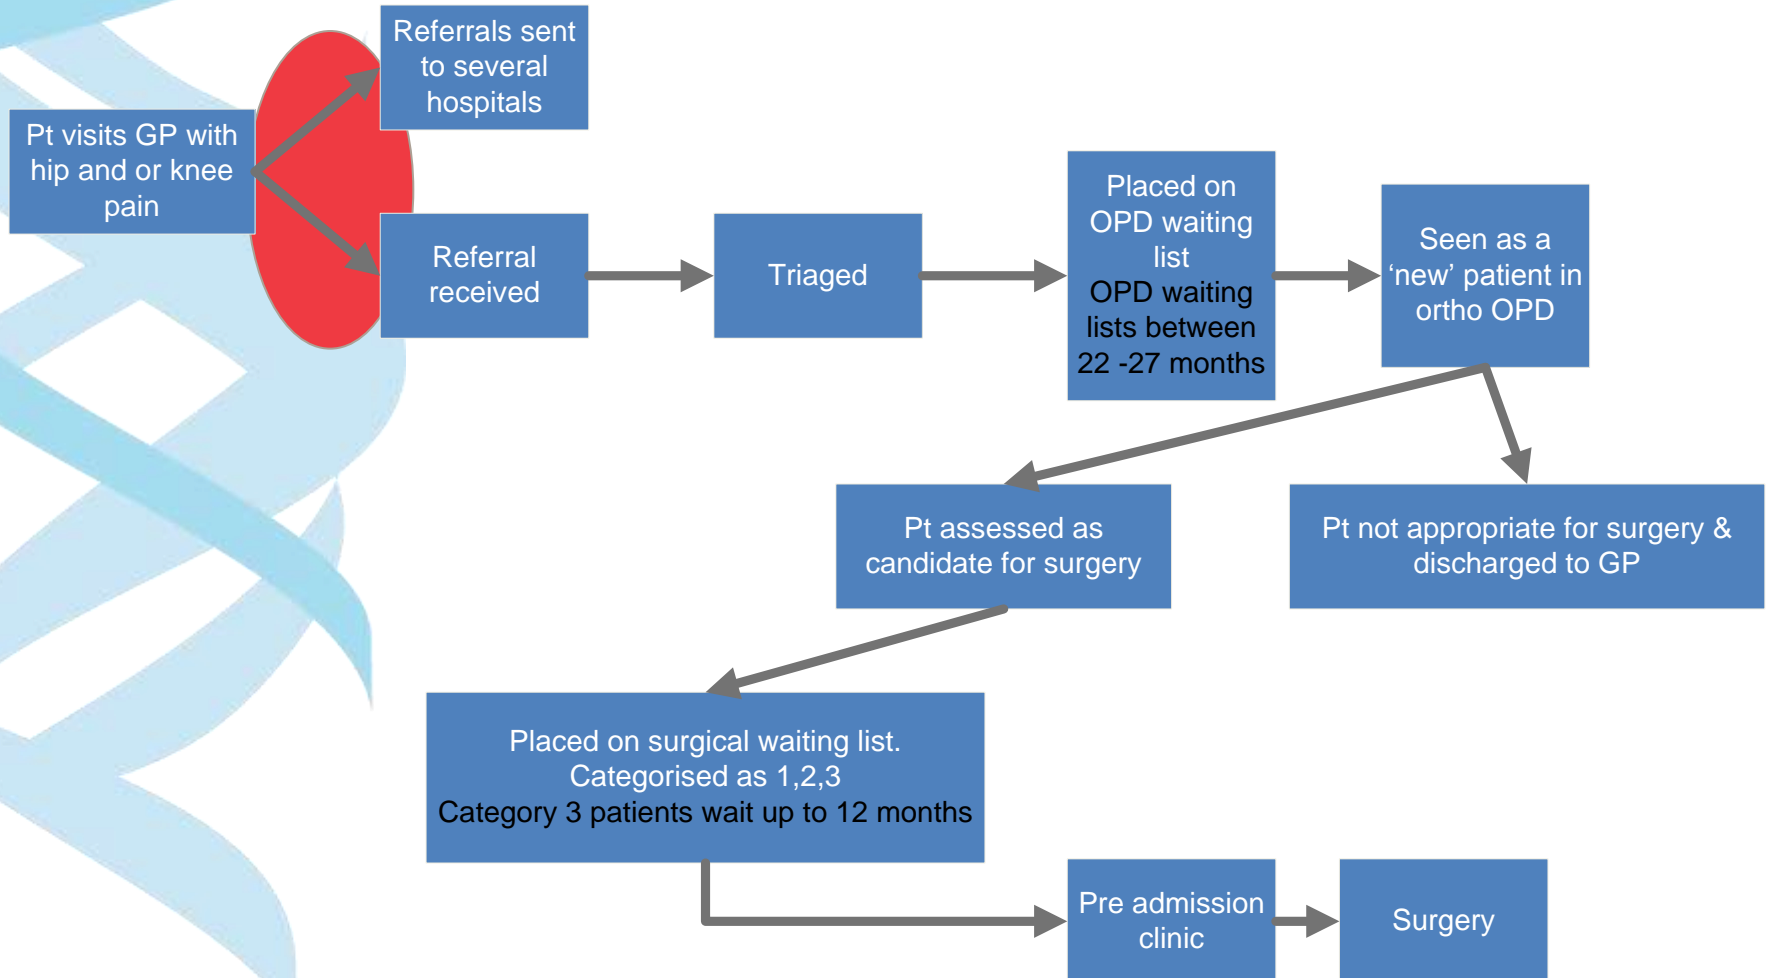 Referrals sent
to several
hospitals
Pt visits GP with
hip and or knee
pain
Referral
received
Triaged
Placed on
OPD waiting
list
OPD waiting
lists between
22 -27 months
Seen as a
‘new’ patient in
ortho OPD
Pt assessed as
candidate for surgery
Pt not appropriate for surgery &
discharged to GP
Placed on surgical waiting list.
Categorised as 1,2,3
Category 3 patients wait up to 12 months
Pre admission
clinic
Surgery